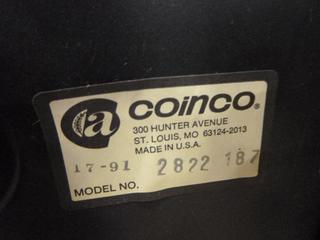 a coinco®
300 HUNTER AVENUE
ST. LOUIS, MO 63124-2013
MADE IN U.S.A.
17-91 2822 187
MODEL NO.